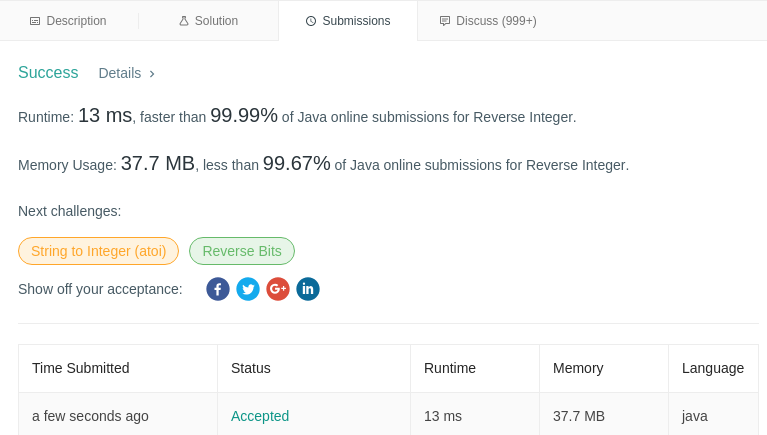 Description Solution Submissions Discuss (999+)
Success Details
Runtime: 13 ms, faster than 99.99% of Java online submissions for Reverse Integer.
Memory Usage: 37.7 MB, less than 99.67% of Java online submissions for Reverse Integer.
Next challenges:
String to Integer (atoi) Reverse Bits
Show off your acceptance: f G+ in
Time Submitted Status Runtime Memory Language
a few seconds ago Accepted 13 ms 37.7 MB java